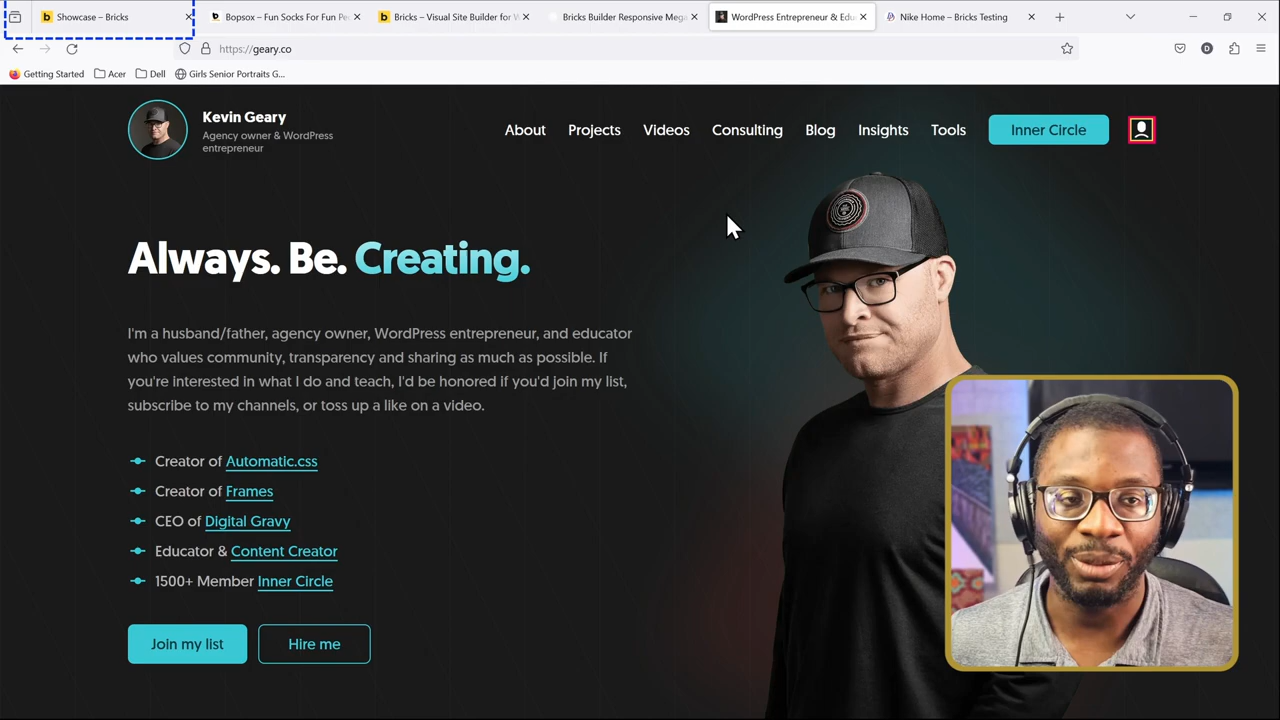 Showcase – Bricks
Bopsox – Fun Socks For Fun Pe
Bricks – Visual Site Builder for W
Bricks Builder Responsive Mega
WordPress Entrepreneur & Edu
Nike Home – Bricks Testing
https://geary.co
D
Getting Started
Acer
Dell
Girls Senior Portraits G...
Kevin Geary
Agency owner & WordPress
entrepreneur
About
Projects
Videos
Consulting
Blog
Insights
Tools
Inner Circle
Always. Be. Creating.
I'm a husband/father, agency owner, WordPress entrepreneur, and educator
who values community, transparency and sharing as much as possible. If
you're interested in what I do and teach, I'd be honored if you'd join my list,
subscribe to my channels, or toss up a like on a video.
Creator of Automatic.css
Creator of Frames
CEO of Digital Gravy
Educator & Content Creator
1500+ Member Inner Circle
Join my list
Hire me